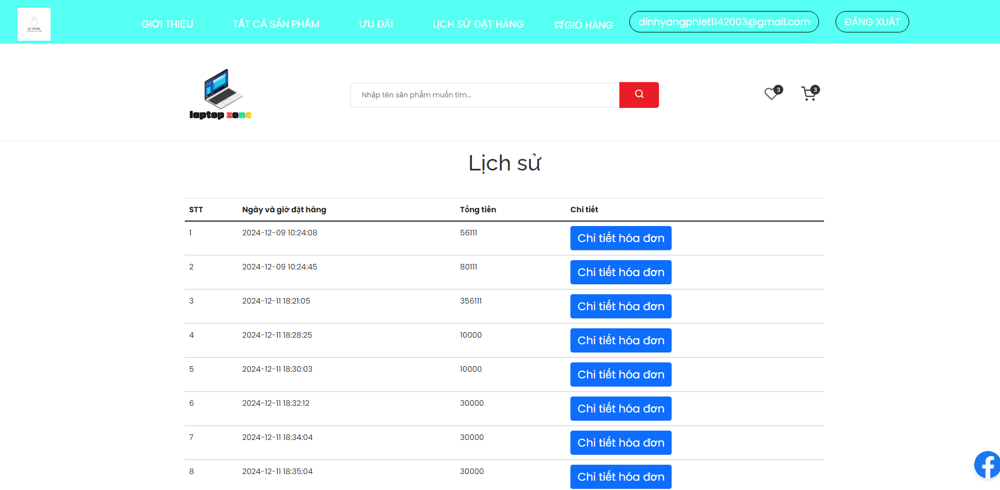 QT STORE
GIỚI THIỆU
TẤT CẢ SẢN PHẨM
ƯU ĐÃI
LỊCH SỬ ĐẶT HÀNG
GIỎ HÀNG
dinhyangphiet1142003@gmail.com
ĐĂNG XUẤT
laptop zone
Nhập tên sản phẩm muốn tìm...
3
3
Lịch sử
STT Ngày và giờ đặt hàng Tổng tiền Chi tiết
1 2024-12-09 10:24:08 56111 Chi tiết hóa đơn
2 2024-12-09 10:24:45 80111 Chi tiết hóa đơn
3 2024-12-11 18:21:05 356111 Chi tiết hóa đơn
4 2024-12-11 18:28:25 10000 Chi tiết hóa đơn
5 2024-12-11 18:30:03 10000 Chi tiết hóa đơn
6 2024-12-11 18:32:12 30000 Chi tiết hóa đơn
7 2024-12-11 18:34:04 30000 Chi tiết hóa đơn
8 2024-12-11 18:35:04 30000 Chi tiết hóa đơn